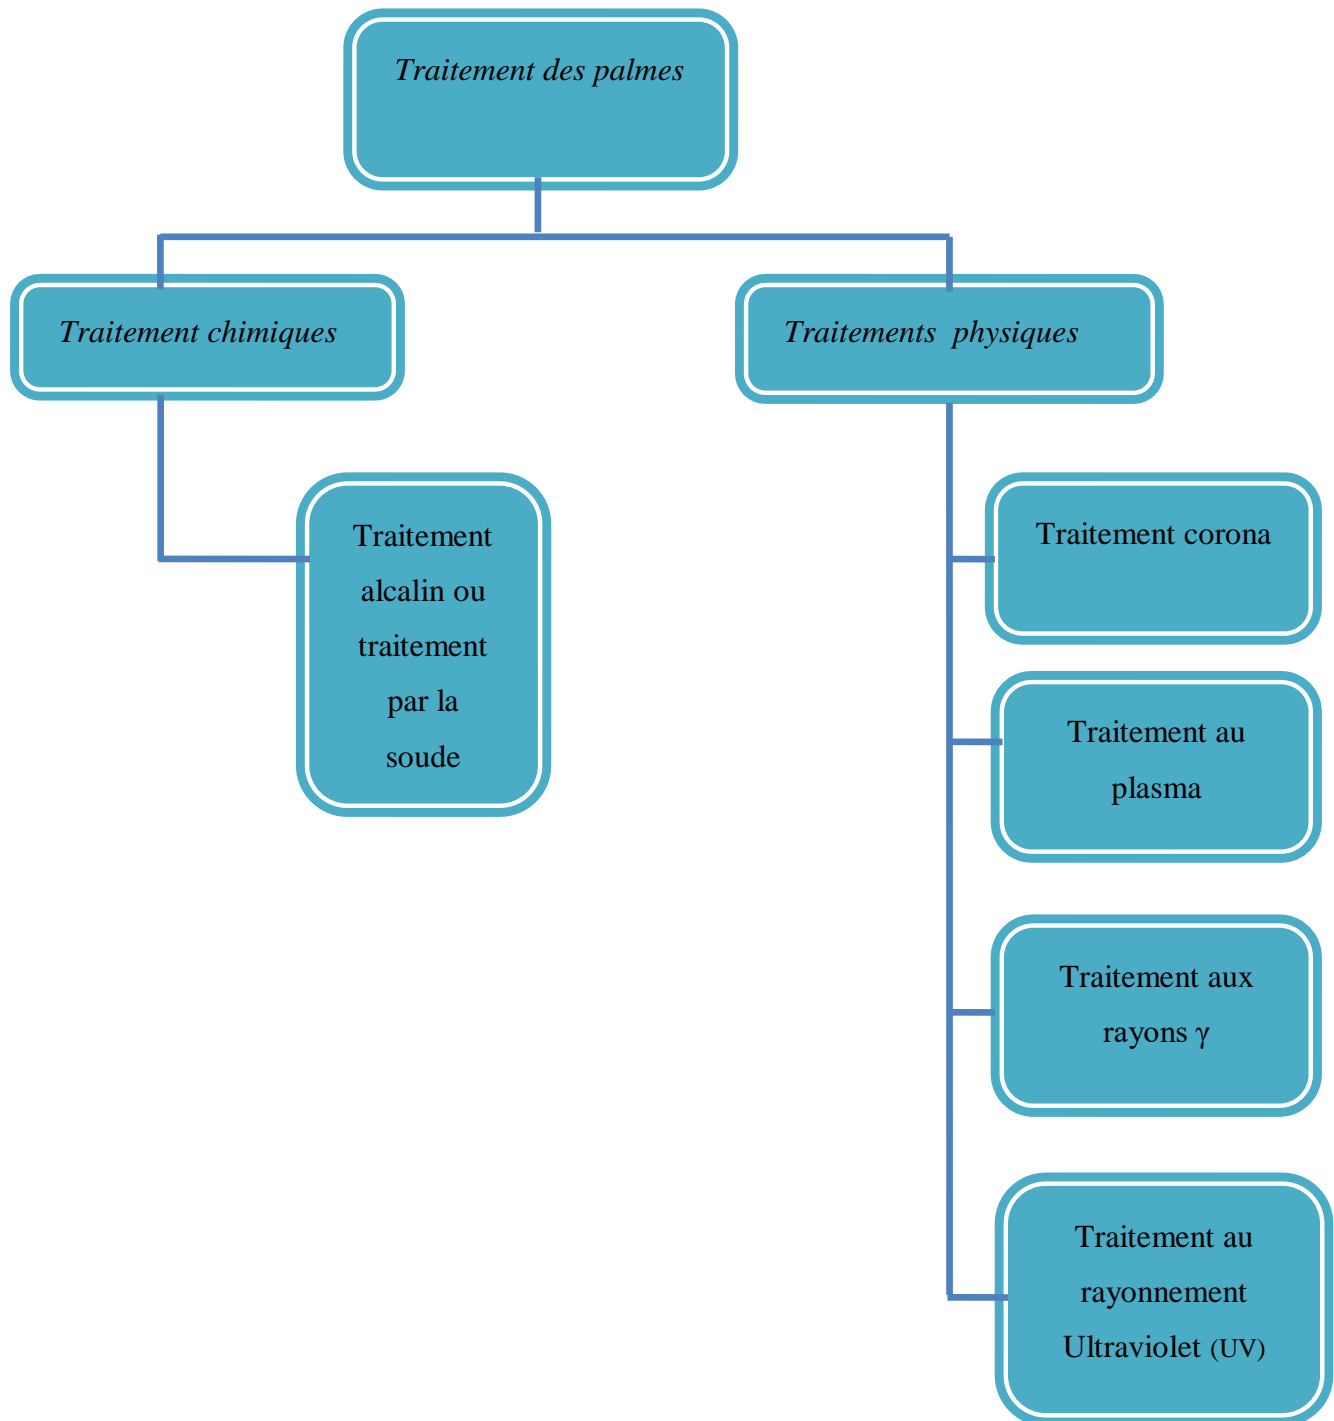 Traitement des palmes
Traitement chimiques
Traitements physiques
Traitement
alcalin ou
traitement
par la
soude
Traitement corona
Traitement au
plasma
Traitement aux
rayons γ
Traitement au
rayonnement
Ultraviolet (UV)